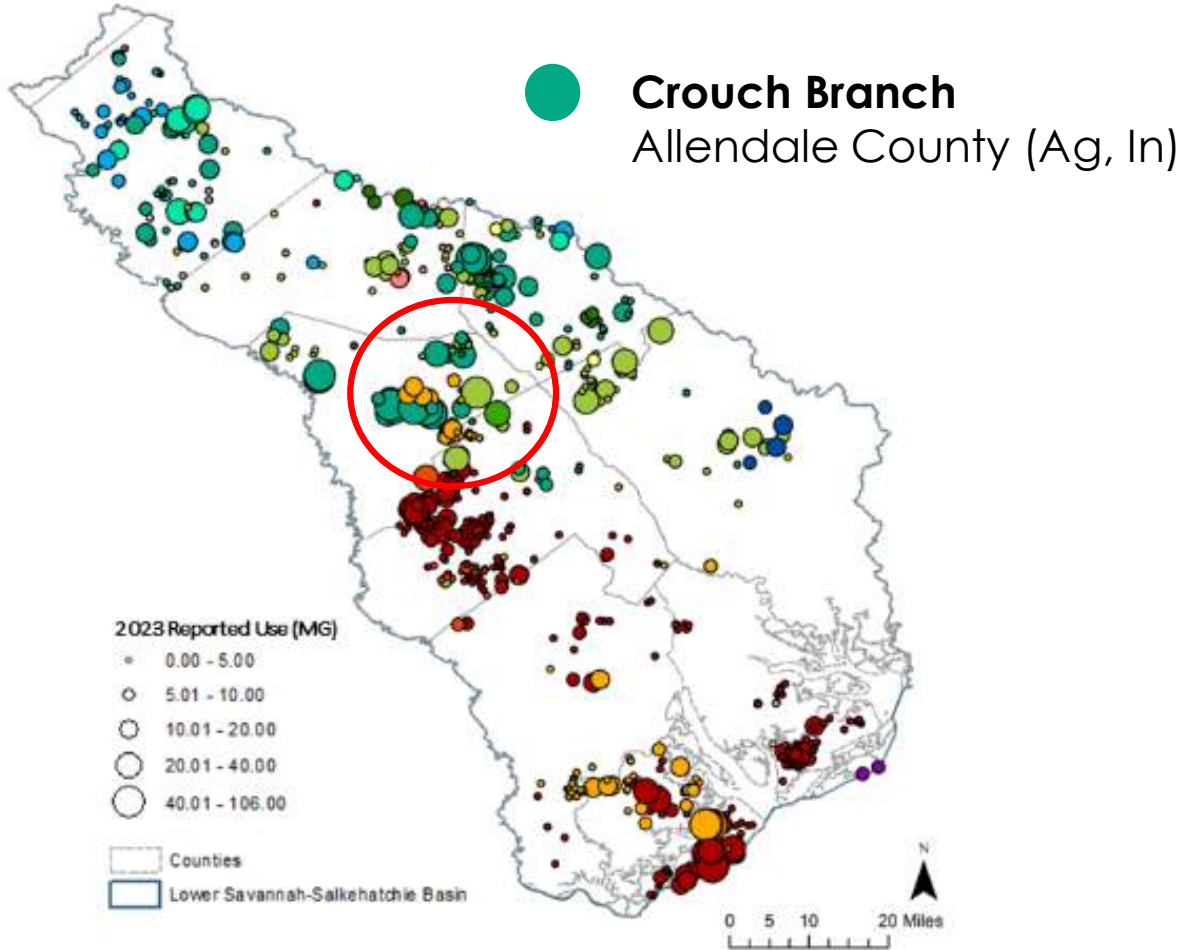 Crouch Branch
Allendale County (Ag, In)
2023 Reported Use (MG)
0.00 - 5.00
5.01 - 10.00
10.01 - 20.00
20.01 - 40.00
40.01 - 106.00
Counties
Lower Savannah-Salkehatchie Basin
N
0 5 10 20 Miles